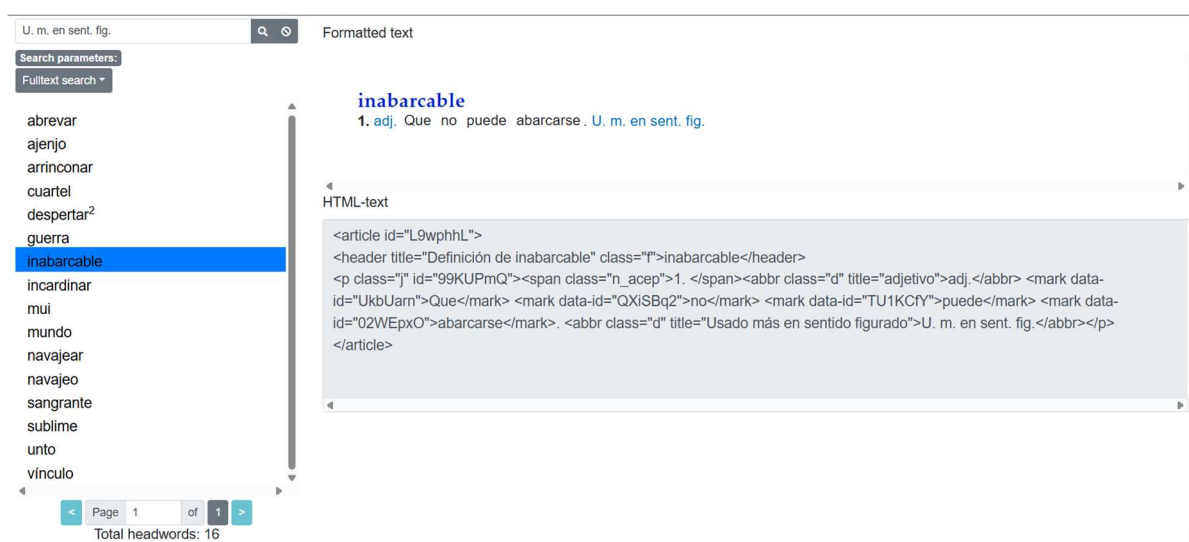 U. m. en sent. fig.
Search parameters:
Fulltext search
abrevar
ajenjo
arrinconar
cuartel
despertar²
guerra
inabarcable
incardinar
mui
mundo
navajear
navajeo
sangrante
sublime
unto
vínculo
< Page 1 of 1 >
Total headwords: 16
Formatted text
inabarcable
1. adj. Que no puede abarcarse. U. m. en sent. fig.
HTML-text
<article id="L9wphhL">
<header title="Definición de inabarcable" class="f">inabarcable</header>
<p class="j" id="99KUPmQ"><span class="n_acep">1. </span><abbr class="d" title="adjetivo">adj.</abbr> <mark data-
id="UkbUarn">Que</mark> <mark data-id="QXiSBq2">no</mark> <mark data-id="TU1KCfY">puede</mark> <mark data-
id="02WEpxO">abarcarse</mark>. <abbr class="d" title="Usado más en sentido figurado">U. m. en sent. fig.</abbr></p>
</article>